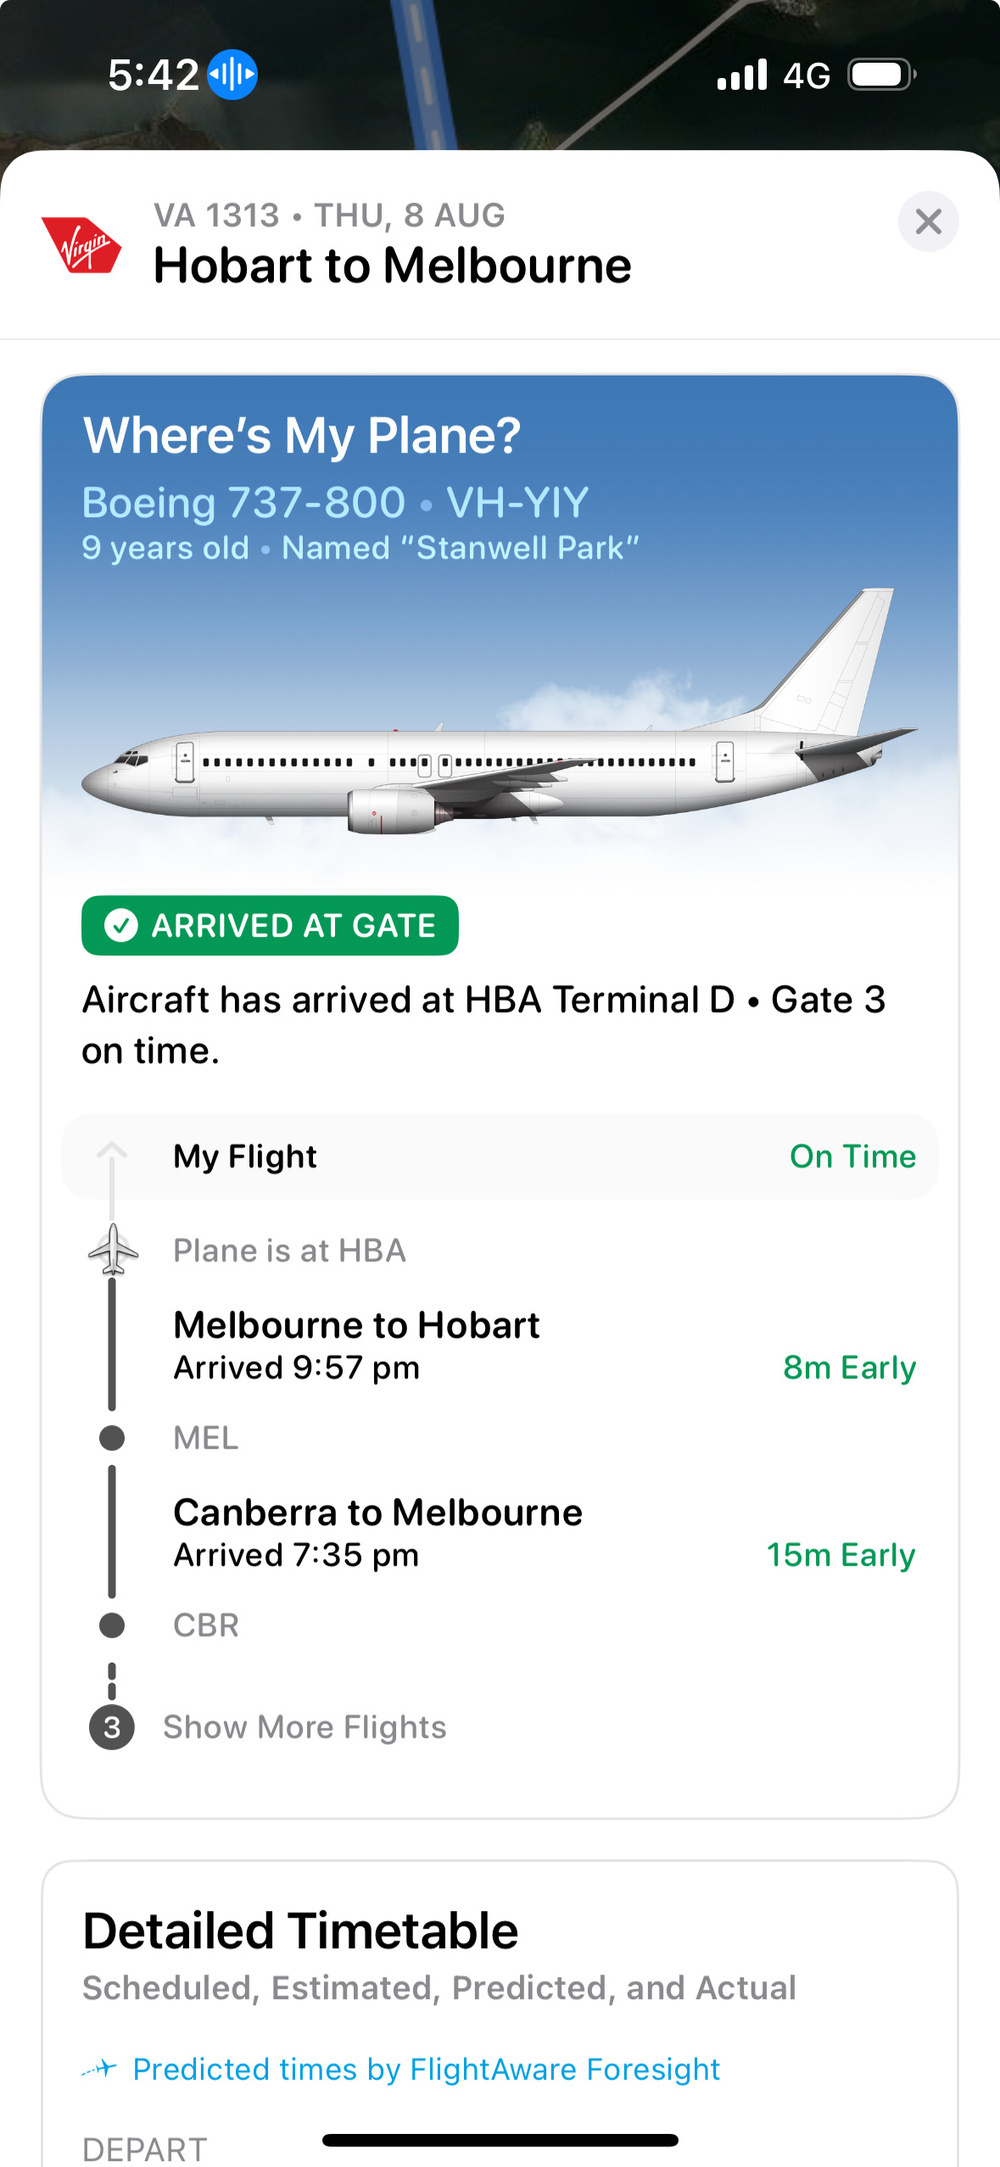 5:42
4G
Virgin
VA 1313 • THU, 8 AUG
Hobart to Melbourne
Where's My Plane?
Boeing 737-800 • VH-YIY
9 years old • Named “Stanwell Park”
ARRIVED AT GATE
Aircraft has arrived at HBA Terminal D • Gate 3
on time.
My Flight On Time
Plane is at HBA
Melbourne to Hobart
Arrived 9:57 pm 8m Early
MEL
Canberra to Melbourne
Arrived 7:35 pm 15m Early
CBR
3 Show More Flights
Detailed Timetable
Scheduled, Estimated, Predicted, and Actual
Predicted times by FlightAware Foresight
DEPART